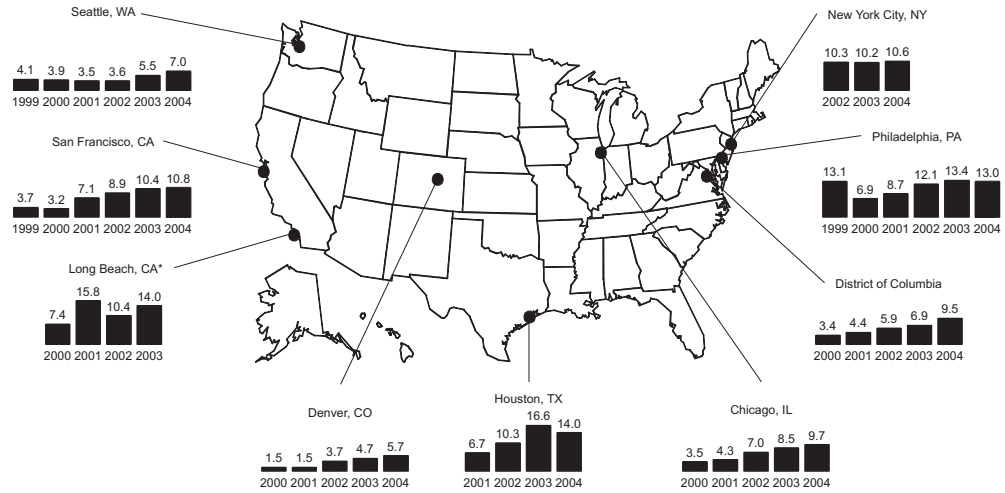 Seattle, WA
4.1 3.9 3.5 3.6 5.5 7.0
1999 2000 2001 2002 2003 2004
New York City, NY
10.3 10.2 10.6
2002 2003 2004
San Francisco, CA
3.7 3.2 7.1 8.9 10.4 10.8
1999 2000 2001 2002 2003 2004
Philadelphia, PA
13.1 6.9 8.7 12.1 13.4 13.0
1999 2000 2001 2002 2003 2004
Long Beach, CA*
7.4 15.8 10.4 14.0
2000 2001 2002 2003
District of Columbia
3.4 4.4 5.9 6.9 9.5
2000 2001 2002 2003 2004
Denver, CO
1.5 1.5 3.7 4.7 5.7
2000 2001 2002 2003 2004
Houston, TX
6.7 10.3 16.6 14.0
2001 2002 2003 2004
Chicago, IL
3.5 4.3 7.0 8.5 9.7
2000 2001 2002 2003 2004